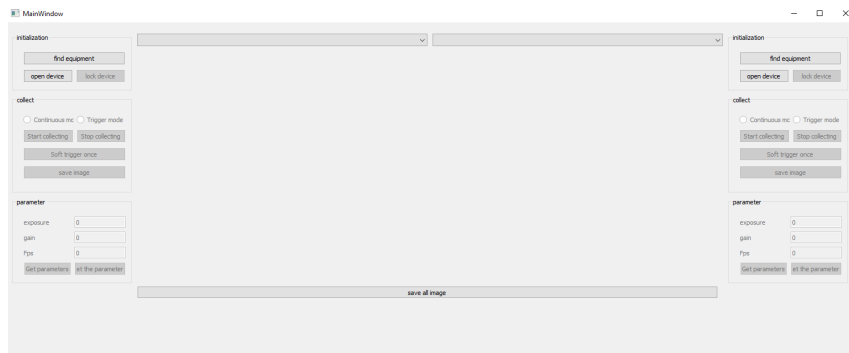 MainWindow
initialization
find equipment
open device lock device
collect
Continuous mc Trigger mode
Start collecting Stop collecting
Soft trigger once
save image
parameter
exposure 0
gain 0
Fps 0
Get parameters et the parameter
save all image
initialization
find equipment
open device lock device
collect
Continuous mc Trigger mode
Start collecting Stop collecting
Soft trigger once
save image
parameter
exposure 0
gain 0
Fps 0
Get parameters et the parameter